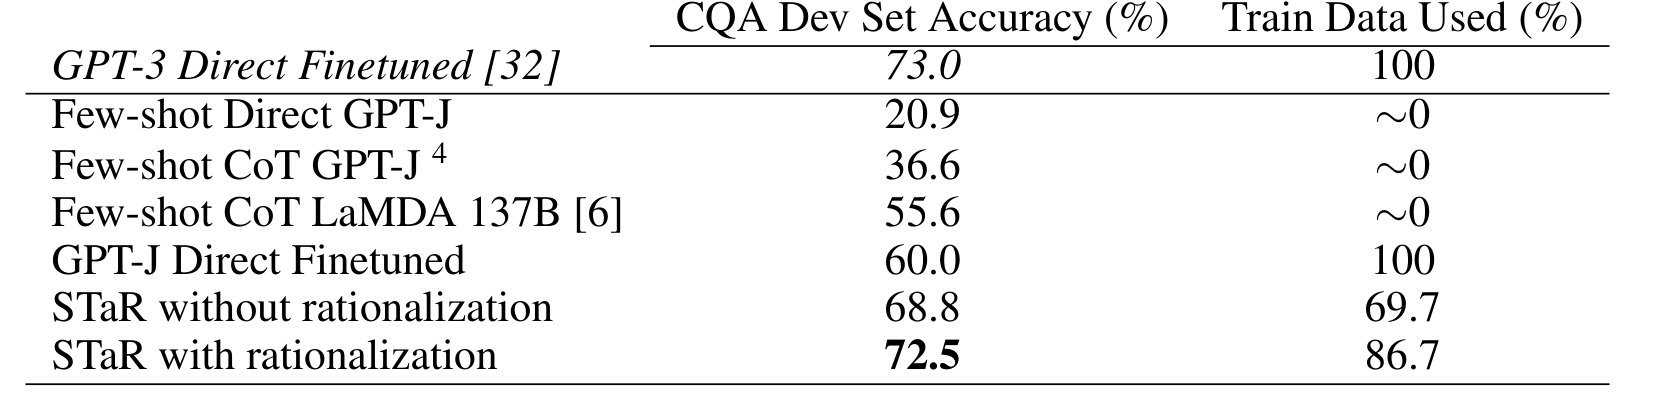 CQA Dev Set Accuracy (%) Train Data Used (%)
GPT-3 Direct Finetuned [32] 73.0 100
Few-shot Direct GPT-J 20.9 ∼0
Few-shot CoT GPT-J 4 36.6 ∼0
Few-shot CoT LaMDA 137B [6] 55.6 ∼0
GPT-J Direct Finetuned 60.0 100
STaR without rationalization 68.8 69.7
STaR with rationalization 72.5 86.7